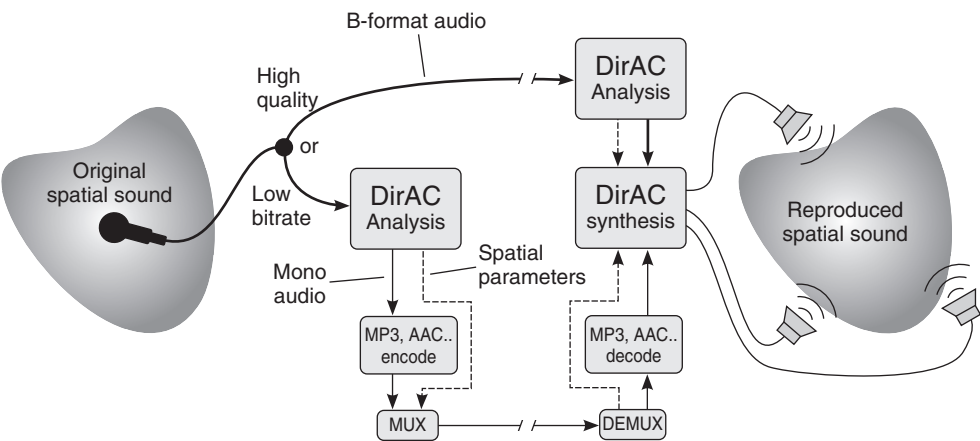 B-format audio
High
quality
or
Low
bitrate
Original
spatial sound
DirAC
Analysis
Mono
audio
Spatial
parameters
MP3, AAC..
encode
MUX
DirAC
Analysis
DirAC
synthesis
MP3, AAC..
decode
DEMUX
Reproduced
spatial sound